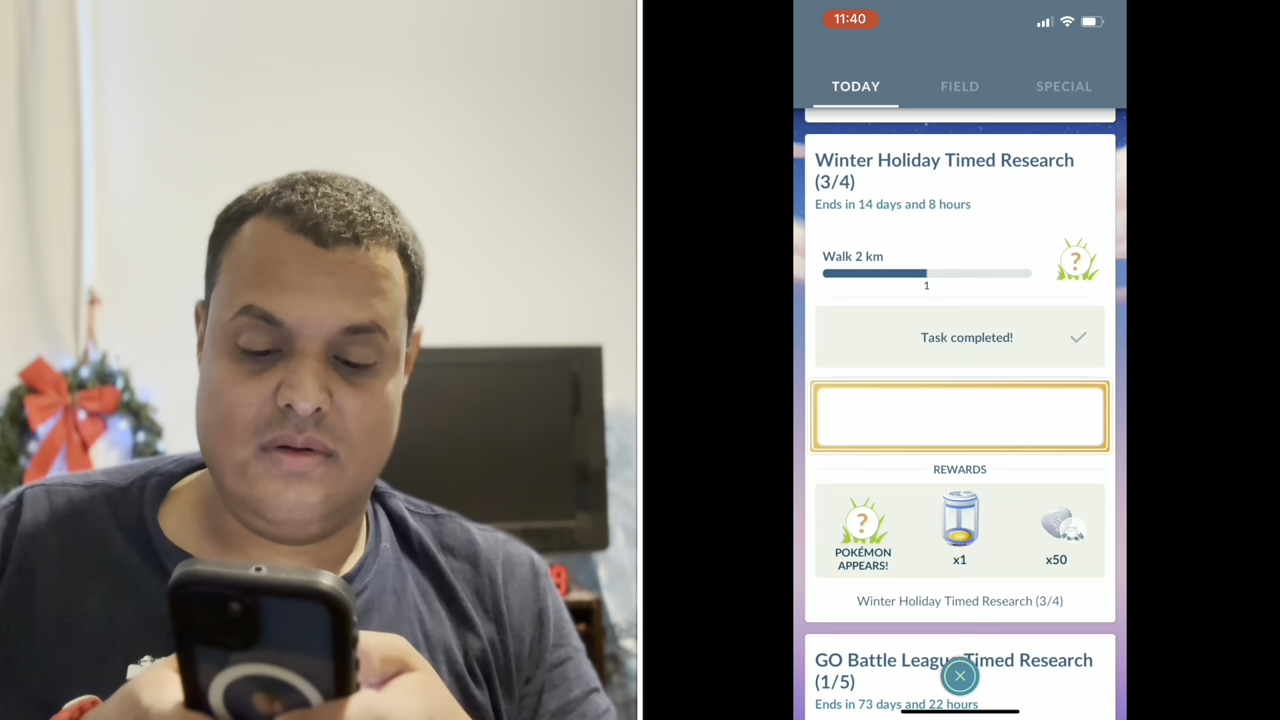 11:40
TODAY
FIELD
SPECIAL
Winter Holiday Timed Research
(3/4)
Ends in 14 days and 8 hours
Walk 2 km
1
?
Task completed!
REWARDS
?
POKÉMON
APPEARS!
x1
x50
Winter Holiday Timed Research (3/4)
GO Battle League Timed Research
(1/5)
Ends in 73 days and 22 hours